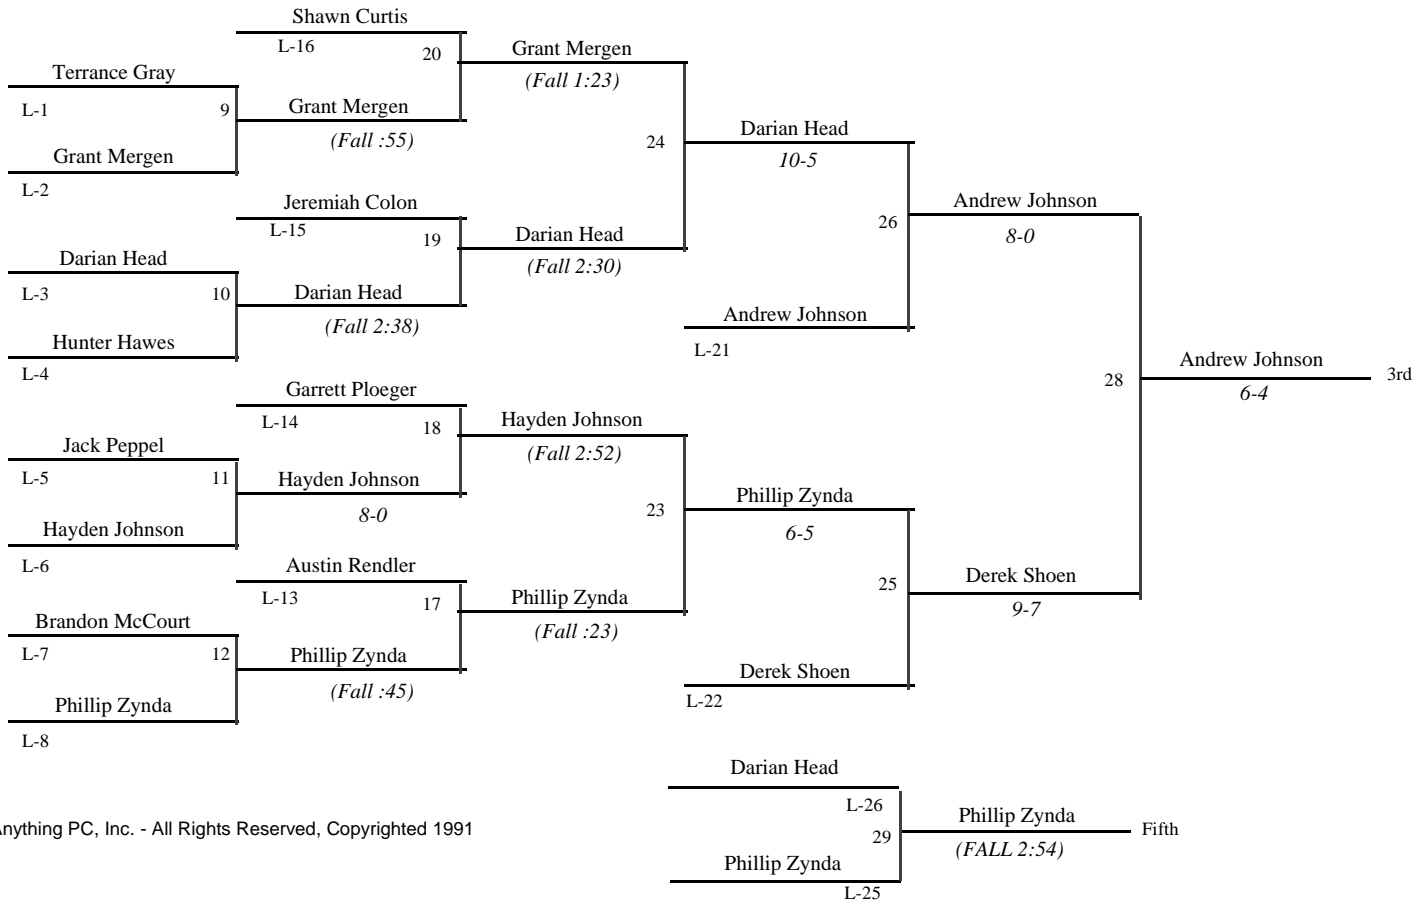 Shawn Curtis
L-16
20
Grant Mergen
(Fall 1:23)
Terrance Gray
L-1
9
Grant Mergen
(Fall :55)
Grant Mergen
L-2
24
Darian Head
10-5
Jeremiah Colon
L-15
19
Darian Head
(Fall 2:30)
26
Andrew Johnson
8-0
Darian Head
L-3
10
Darian Head
(Fall 2:38)
Hunter Hawes
L-4
Andrew Johnson
L-21
28
Andrew Johnson
6-4
3rd
Garrett Ploeger
L-14
18
Hayden Johnson
(Fall 2:52)
Jack Peppel
L-5
11
Hayden Johnson
8-0
Hayden Johnson
L-6
23
Phillip Zynda
6-5
Austin Rendler
L-13
17
Phillip Zynda
(Fall :23)
25
Derek Shoen
9-7
Brandon McCourt
L-7
12
Phillip Zynda
(Fall :45)
Phillip Zynda
L-8
Derek Shoen
L-22
Darian Head
L-26
29
Phillip Zynda
(FALL 2:54)
Fifth
Phillip Zynda
L-25
PC, Inc. - All Rights Reserved, Copyrighted 1991